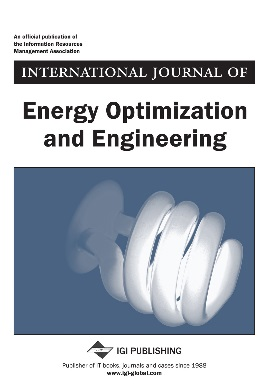 An official publication of
the Information Resources
Management Association
INTERNATIONAL JOURNAL OF
Energy Optimization
and Engineering
IGI PUBLISHING
Publisher of IT books, journals and cases since 1988
www.igi-global.com